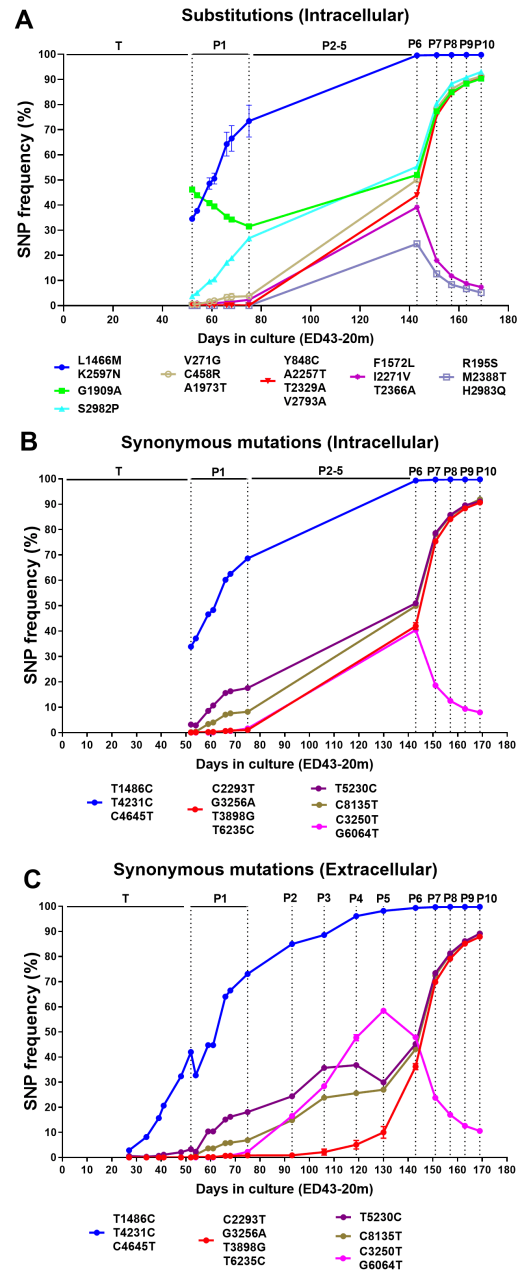 A
Substitutions (Intracellular)
T P1 P2-5 P6 P7 P8 P9 P10
SNP frequency (%)
100
90
80
70
60
50
40
30
20
10
0
0 20 40 60 80 100 120 140 160 180
Days in culture (ED43-20m)
L1466M
K2597N
G1909A
S2982P
V271G
C458R
A1973T
Y848C
A2257T
T2329A
V2793A
F1572L
I2271V
T2366A
R195S
M2388T
H2983Q
B
Synonymous mutations (Intracellular)
T P1 P2-5 P6 P7 P8 P9 P10
SNP frequency (%)
100
90
80
70
60
50
40
30
20
10
0
0 10 20 30 40 50 60 70 80 90 100 110 120 130 140 150 160 170 180
Days in culture (ED43-20m)
T1486C
T4231C
C4645T
C2293T
G3256A
T3898G
T6235C
T5230C
C8135T
C3250T
G6064T
C
Synonymous mutations (Extracellular)
T P1 P2 P3 P4 P5 P6 P7 P8 P9 P10
SNP frequency (%)
100
90
80
70
60
50
40
30
20
10
0
0 10 20 30 40 50 60 70 80 90 100 110 120 130 140 150 160 170 180
Days in culture (ED43-20m)
T1486C
T4231C
C4645T
C2293T
G3256A
T3898G
T6235C
T5230C
C8135T
C3250T
G6064T